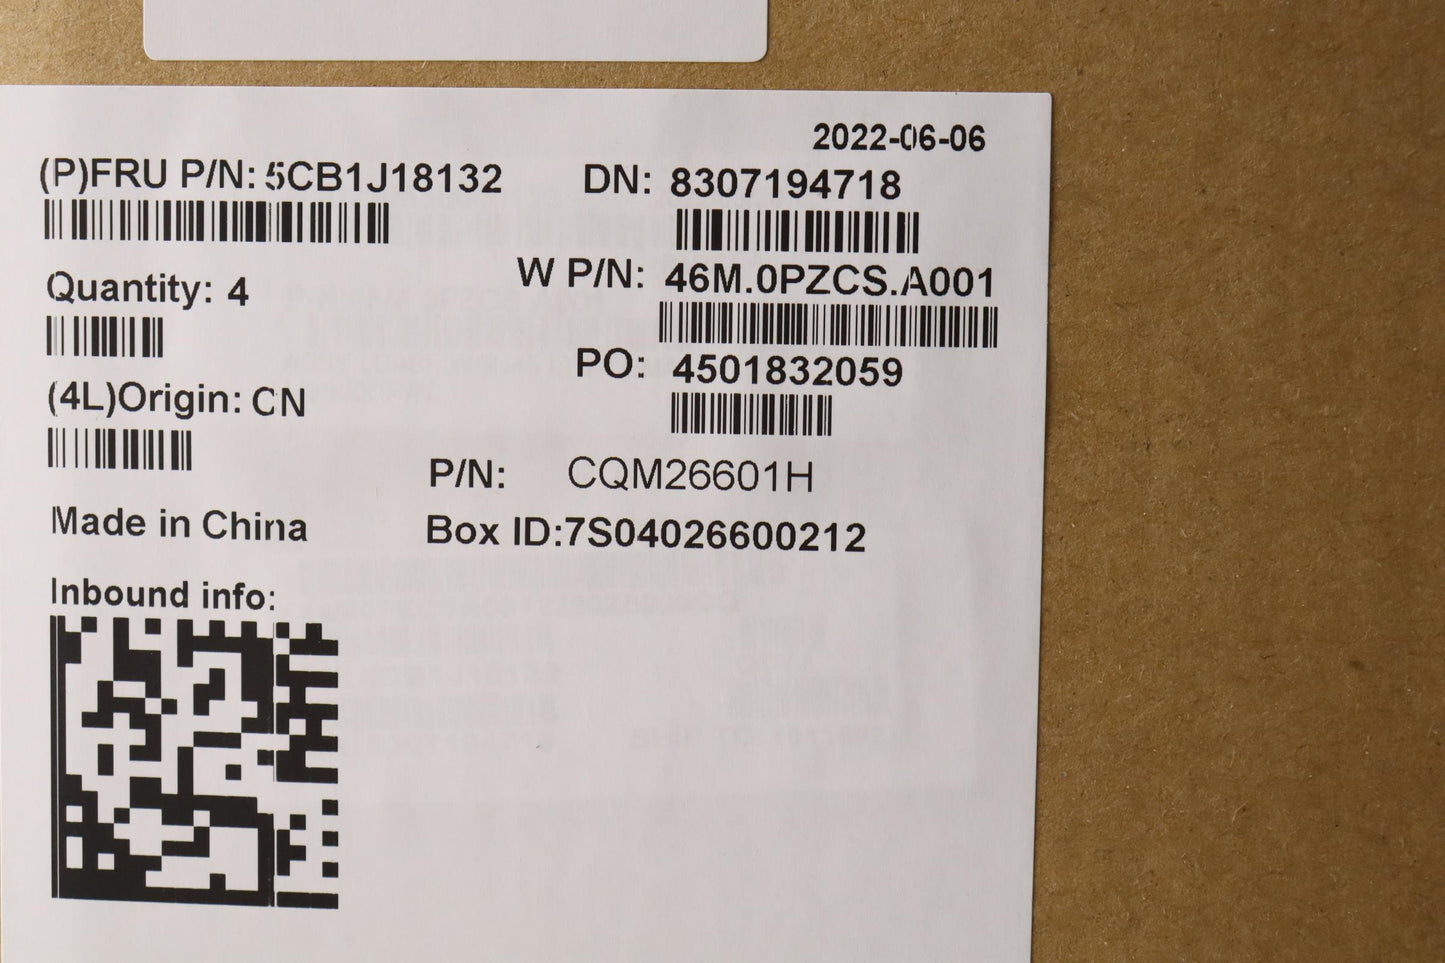 2022-06-06
(P)FRU P/N: 5CB1J18132
DN: 8307194718
W P/N: 46M.0PZCS.A001
Quantity: 4
PO: 4501832059
(4L)Origin: CN
P/N: CQM26601H
Made in China
Box ID:7S04026600212
Inbound info: